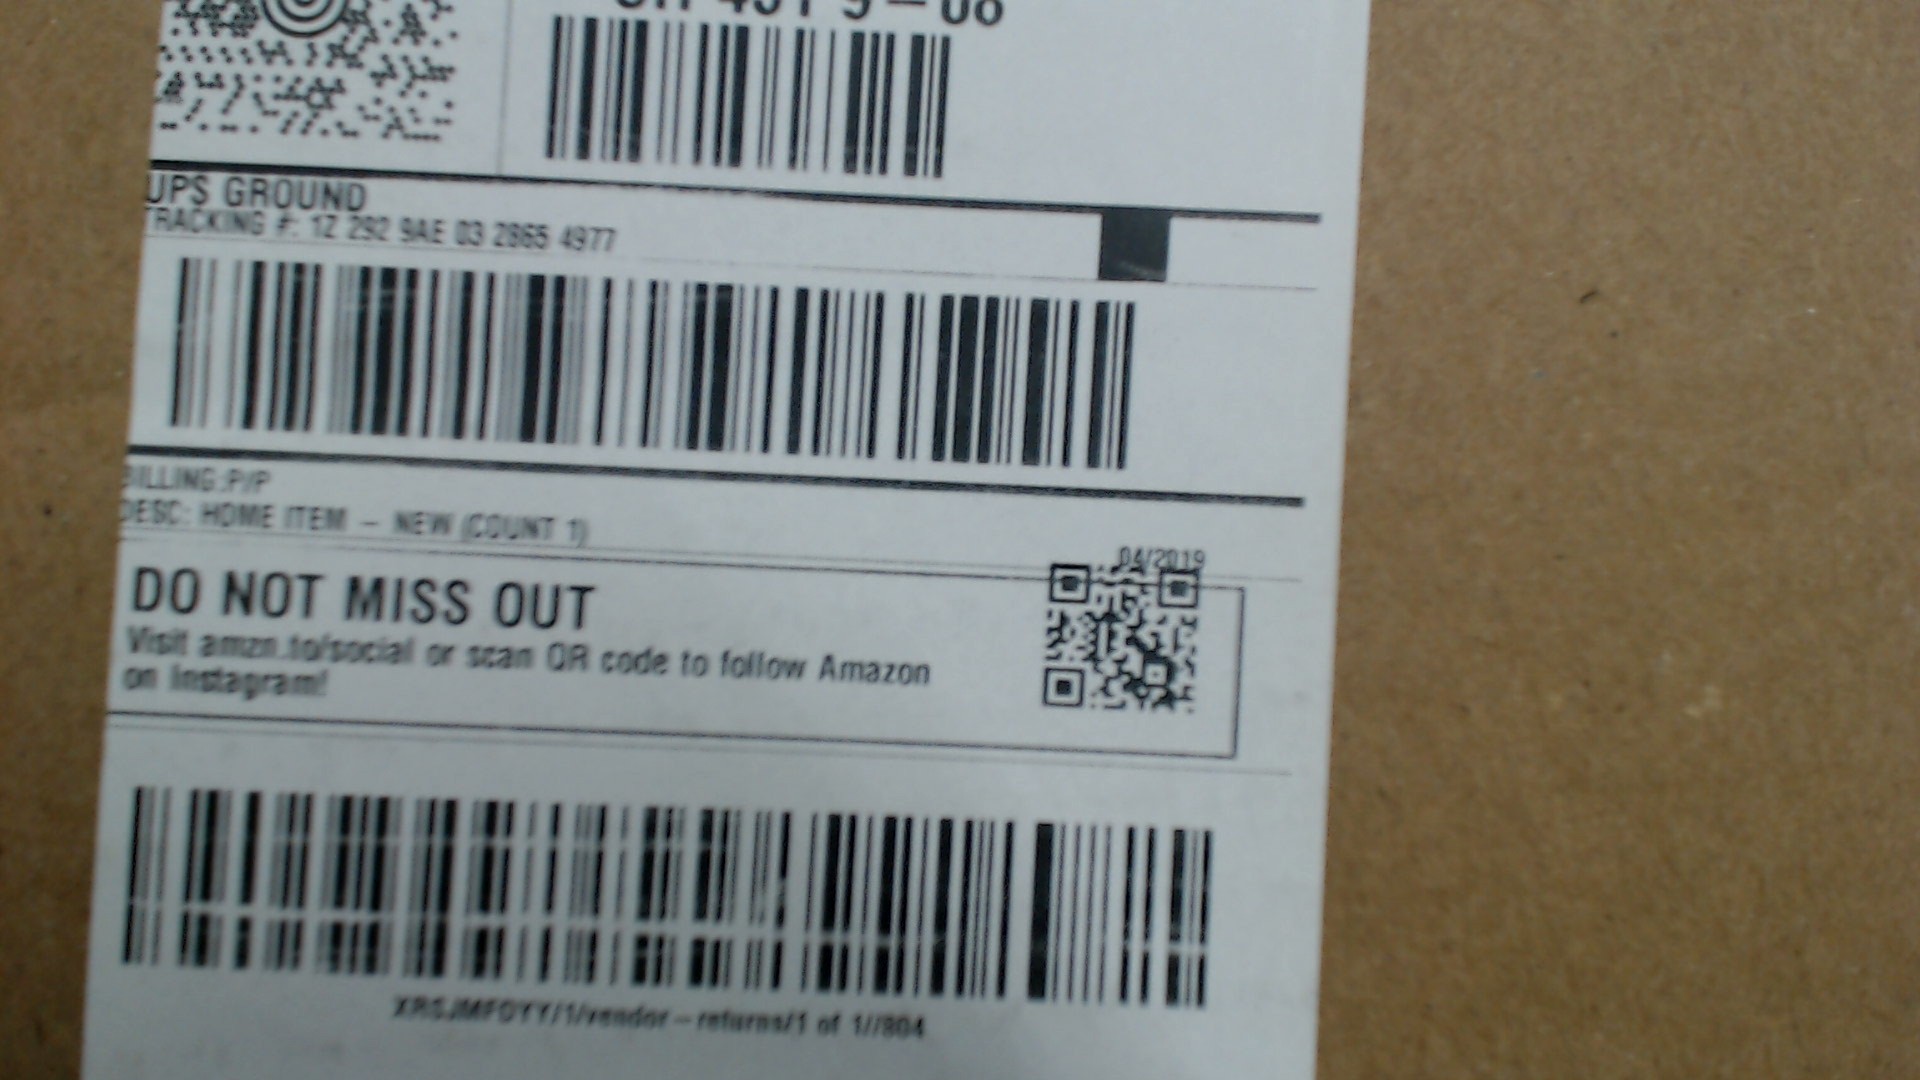 UPS GROUND
TRACKING #: 1Z 292 9AE 03 2865 4977
BILLING:P/P
DESC: HOME ITEM – NEW (COUNT 1)
04/2019
DO NOT MISS OUT
Visit amzn.to/social or scan QR code to follow Amazon
on Instagram!
XRSJMFDYY/1/vendor–returns/1 of 1//804